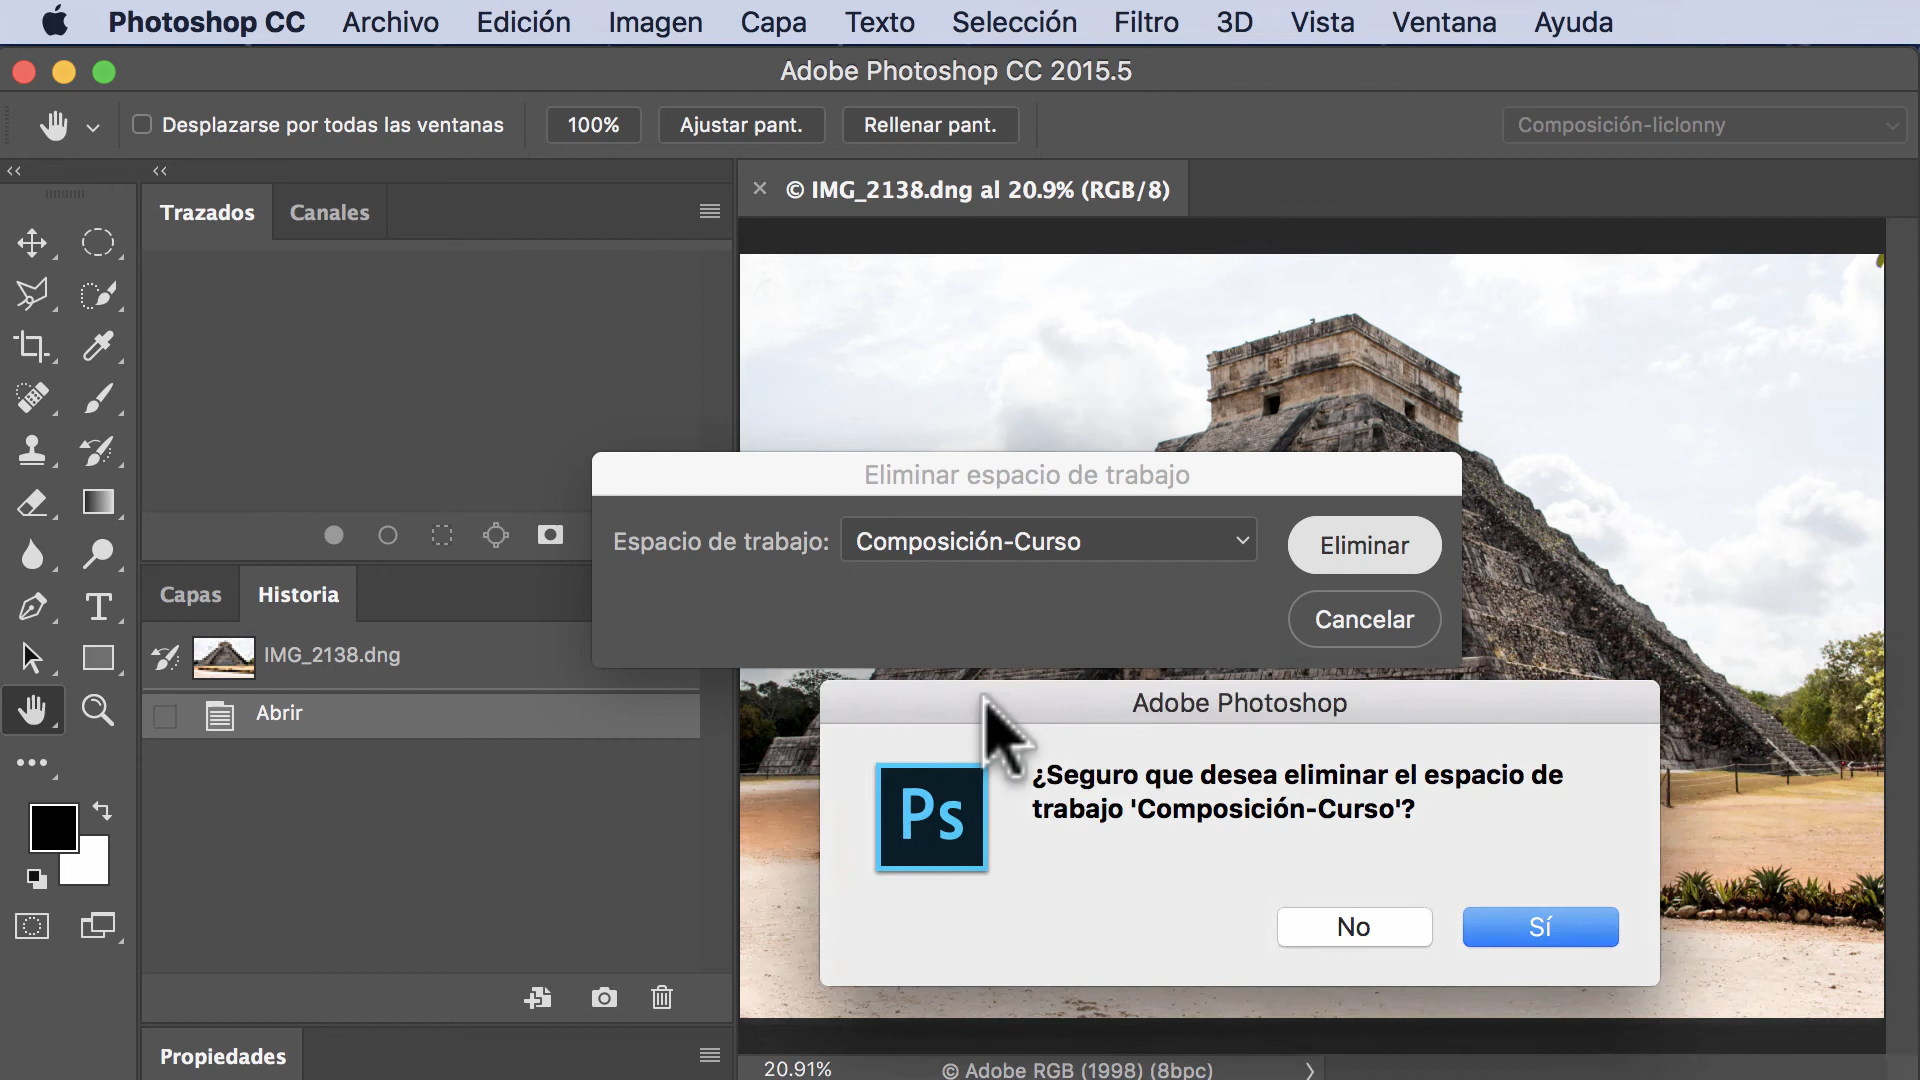 Photoshop CC Archivo Edición Imagen Capa Texto Selección Filtro 3D Vista Ventana Ayuda
Adobe Photoshop CC 2015.5
Desplazarse por todas las ventanas 100% Ajustar pant. Rellenar pant. Composición-liclonny
Trazados Canales
× © IMG_2138.dng al 20.9% (RGB/8)
Eliminar espacio de trabajo
Espacio de trabajo: Composición-Curso Eliminar
Cancelar
Capas Historia
IMG_2138.dng
Abrir
Adobe Photoshop
Ps
¿Seguro que desea eliminar el espacio de
trabajo 'Composición-Curso'?
No Sí
Propiedades
20.91% © Adobe RGB (1998) (8bpc)